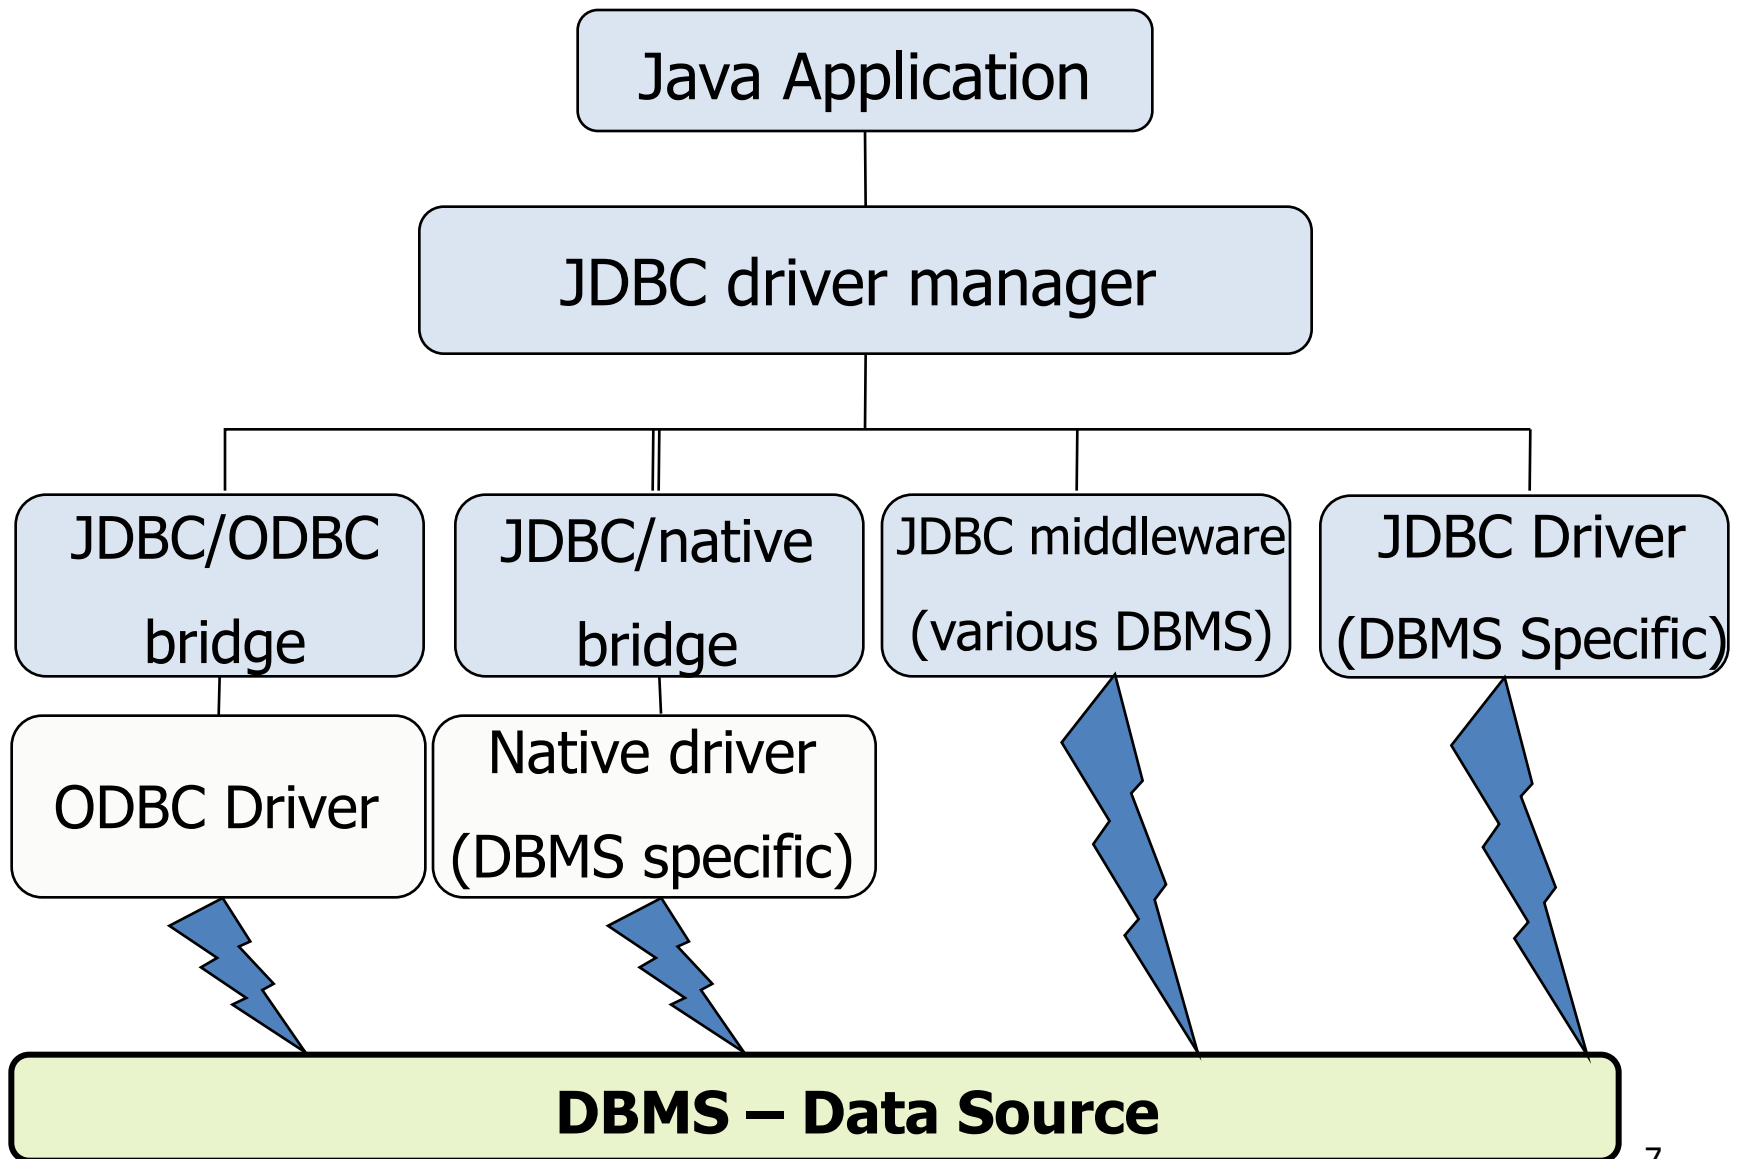 Java Application
JDBC driver manager
JDBC/ODBC
bridge
JDBC/native
bridge
JDBC middleware
(various DBMS)
JDBC Driver
(DBMS Specific)
ODBC Driver
Native driver
(DBMS specific)
DBMS – Data Source
7